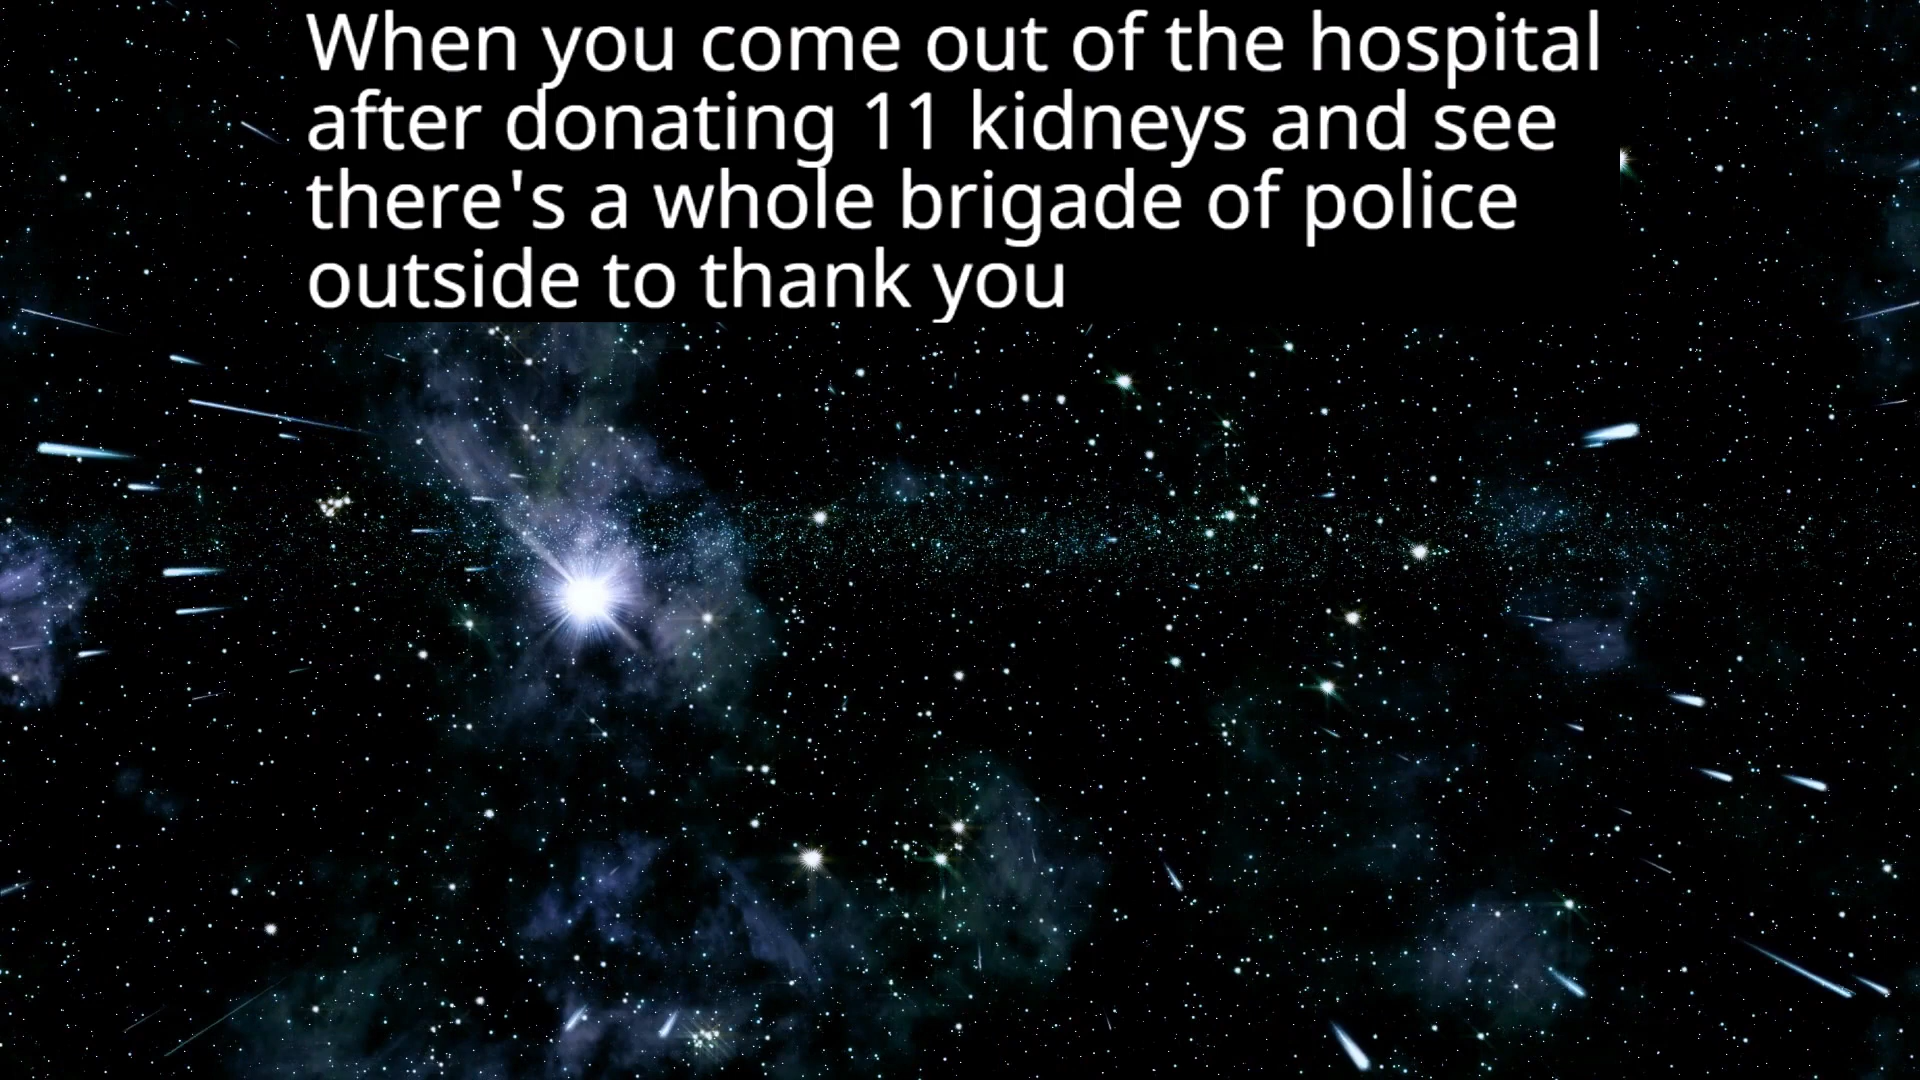 When you come out of the hospital
after donating 11 kidneys and see
there's a whole brigade of police
outside to thank you